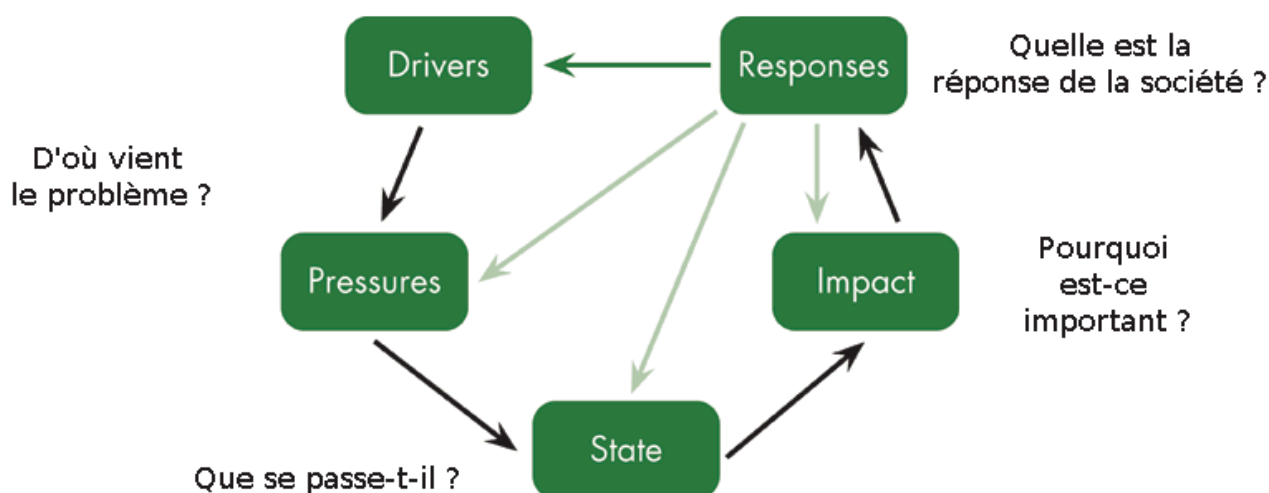 Drivers
Responses
Quelle est la
réponse de la société ?
D'où vient
le problème ?
Pressures
Impact
Pourquoi
est-ce
important ?
State
Que se passe-t-il ?